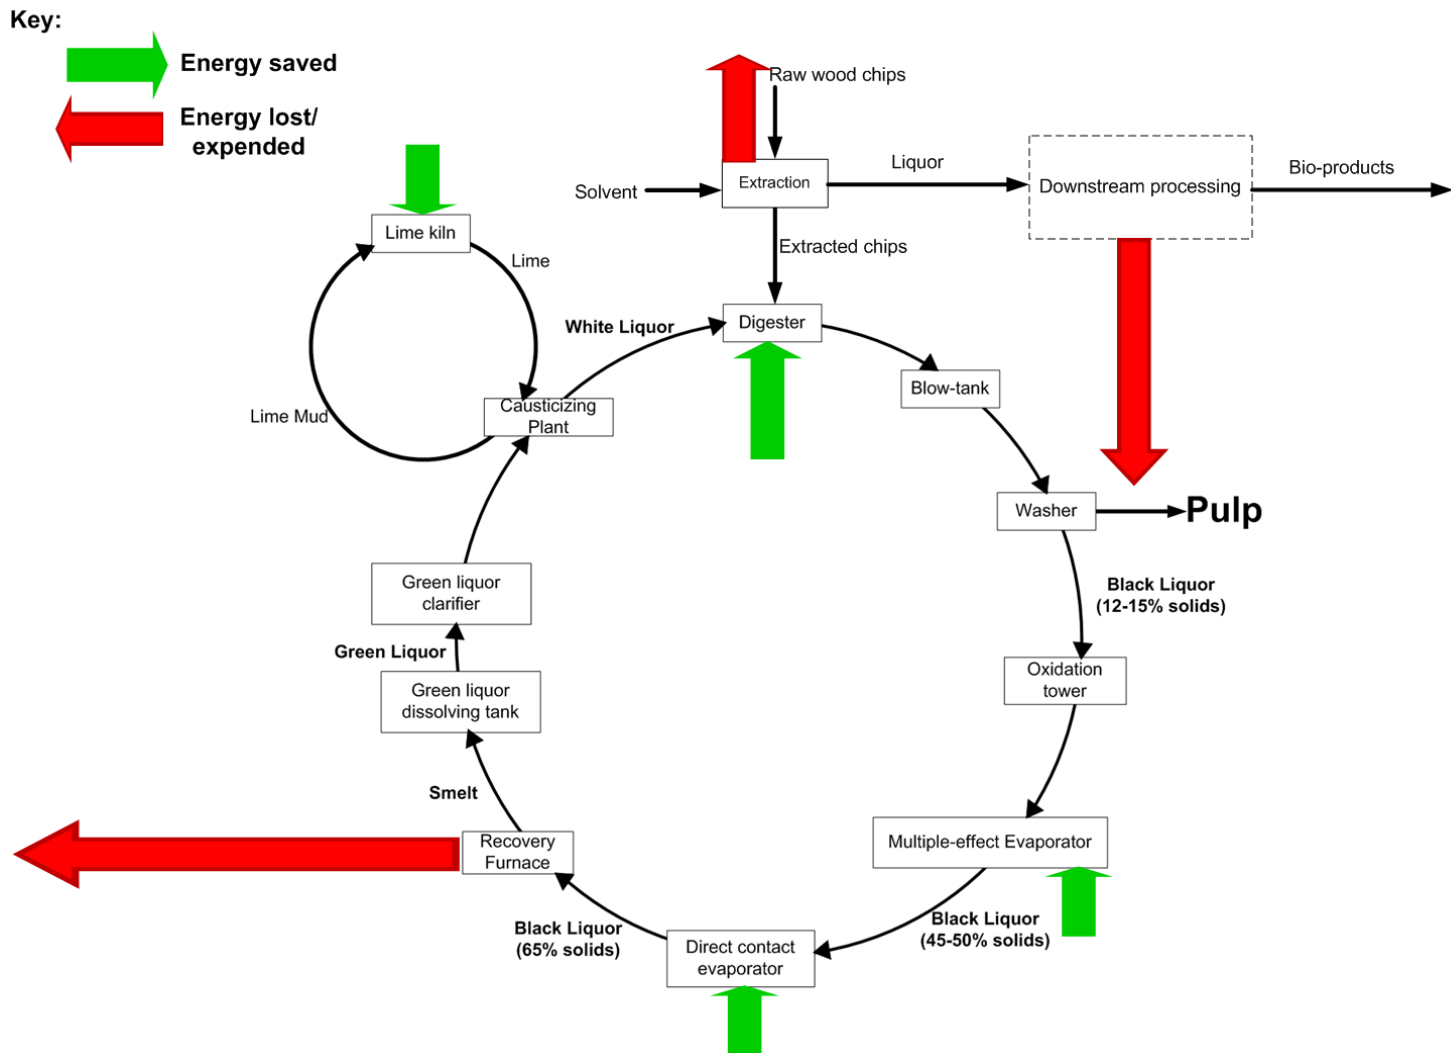 Key:
Energy saved
Energy lost/
expended
Raw wood chips
Solvent
Extraction
Liquor
Downstream processing
Bio-products
Extracted chips
Lime kiln
Lime
Lime Mud
White Liquor
Digester
Blow-tank
Causticizing
Plant
Washer
Pulp
Black Liquor
(12-15% solids)
Green liquor
clarifier
Green Liquor
Green liquor
dissolving tank
Oxidation
tower
Smelt
Recovery
Furnace
Multiple-effect Evaporator
Black Liquor
(65% solids)
Direct contact
evaporator
Black Liquor
(45-50% solids)